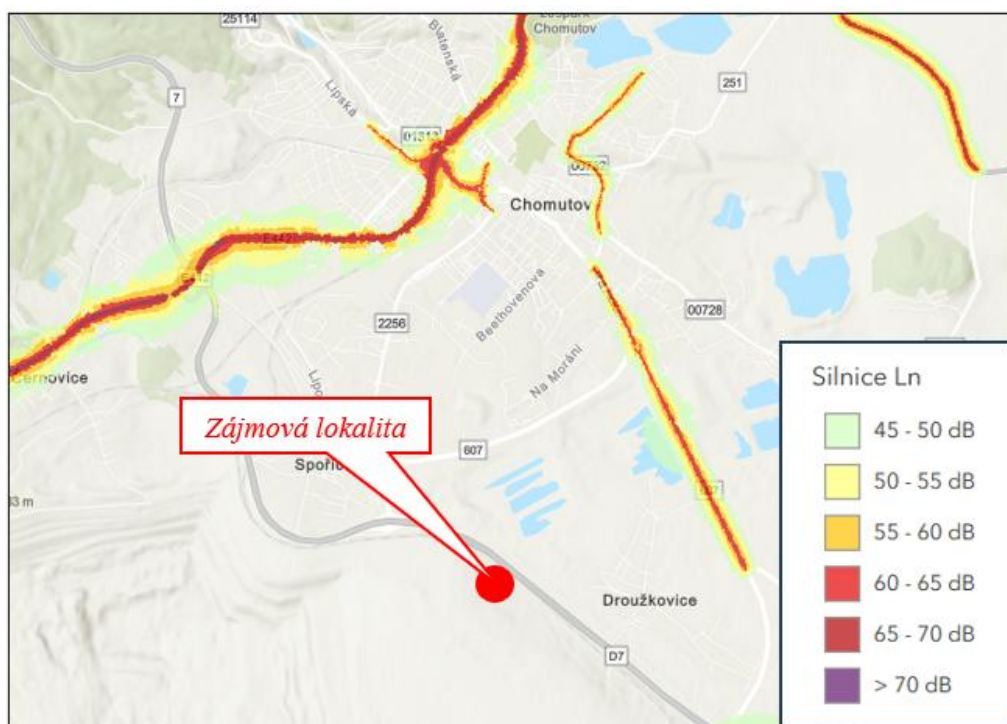 25114
Blatenská
Chomutov
7
Lipská
251
01313
Chomutov
E442
Beethovenova
2256
00728
Černovice
Na Moráni
Zájmová lokalita
607
Droužkovice
D7
Silnice Ln
45 - 50 dB
50 - 55 dB
55 - 60 dB
60 - 65 dB
65 - 70 dB
> 70 dB